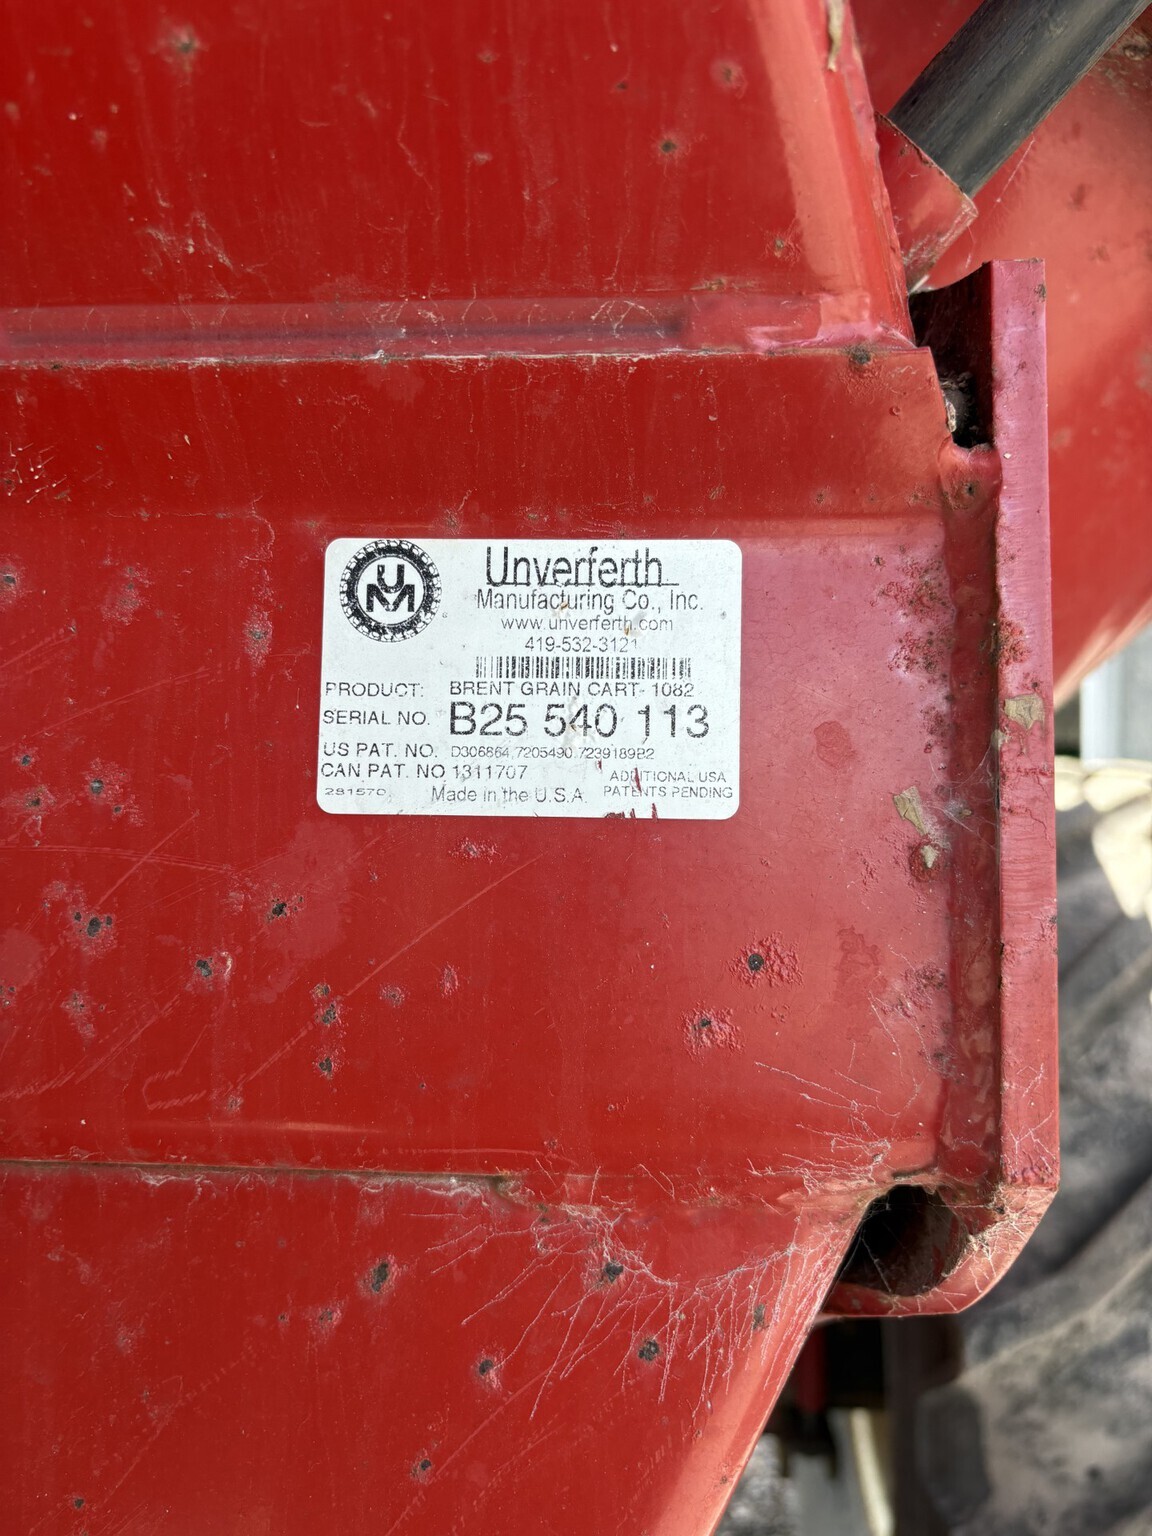 UM
Unverferth
Manufacturing Co., Inc.
www.unverferth.com
419-532-3121
PRODUCT: BRENT GRAIN CART- 1082
SERIAL NO. B25 540 113
US PAT. NO. D306864,7205490,7239189B2
CAN PAT. NO 1311707
ADDITIONAL USA
281570 Made in the U.S.A PATENTS PENDING